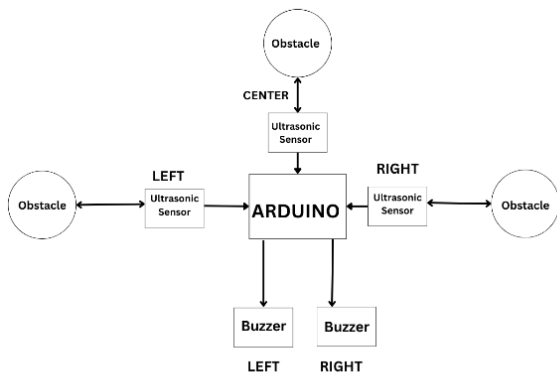 Obstacle
CENTER
Ultrasonic
Sensor
LEFT
RIGHT
Obstacle
Ultrasonic
Sensor
ARDUINO
Ultrasonic
Sensor
Obstacle
Buzzer
Buzzer
LEFT
RIGHT